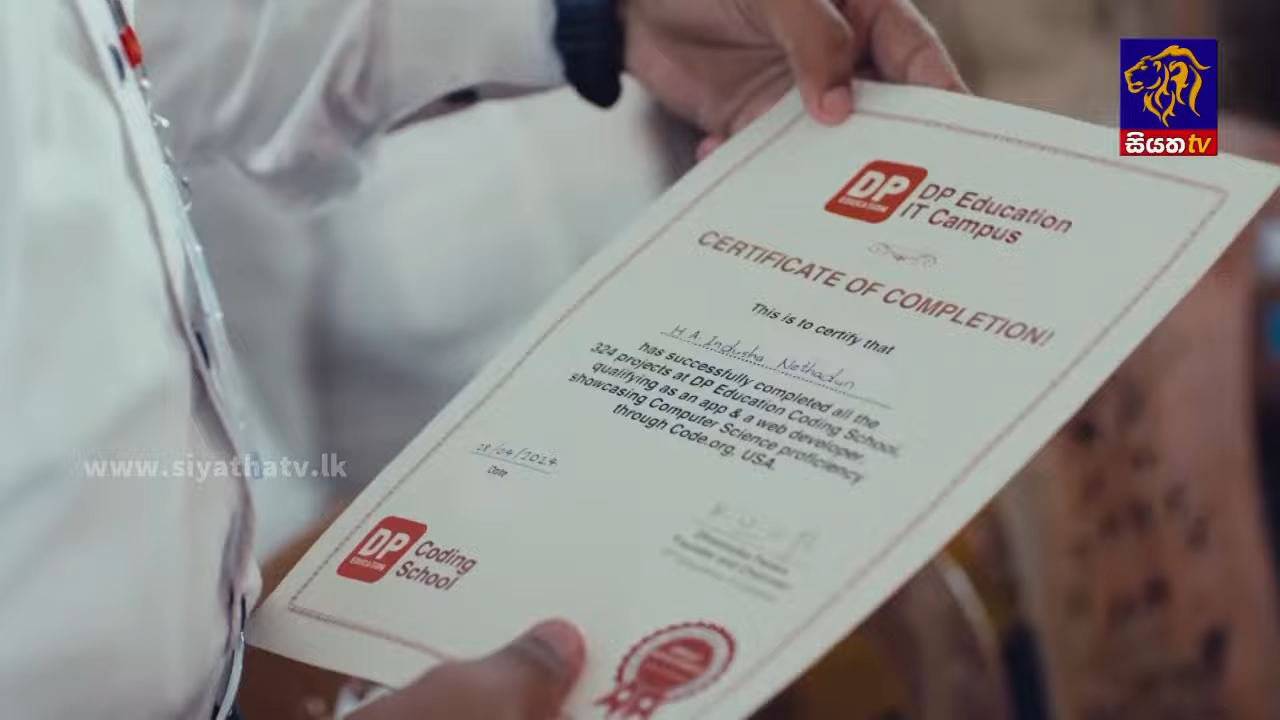 සියත tv
DP
EDUCATION
DP Education
IT Campus
CERTIFICATE OF COMPLETION!
This is to certify that
H.A.Indusha Nethadun
has successfully completed all the
324 projects at DP Education Coding School,
qualifying as an app & a web developer,
showcasing Computer Science proficiency
through Code.org, USA.
28/04/2024
Date
www.siyathatv.lk
DP
EDUCATION
Coding
School